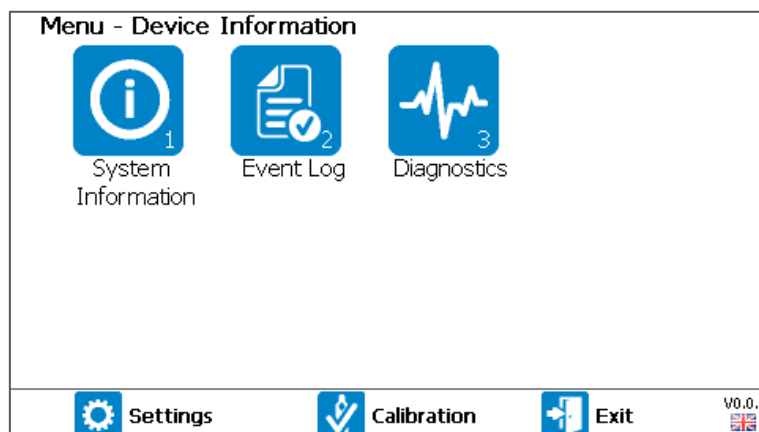 Menu - Device Information
1
2
3
System
Information
Event Log
Diagnostics
Settings
Calibration
Exit
V0.0.